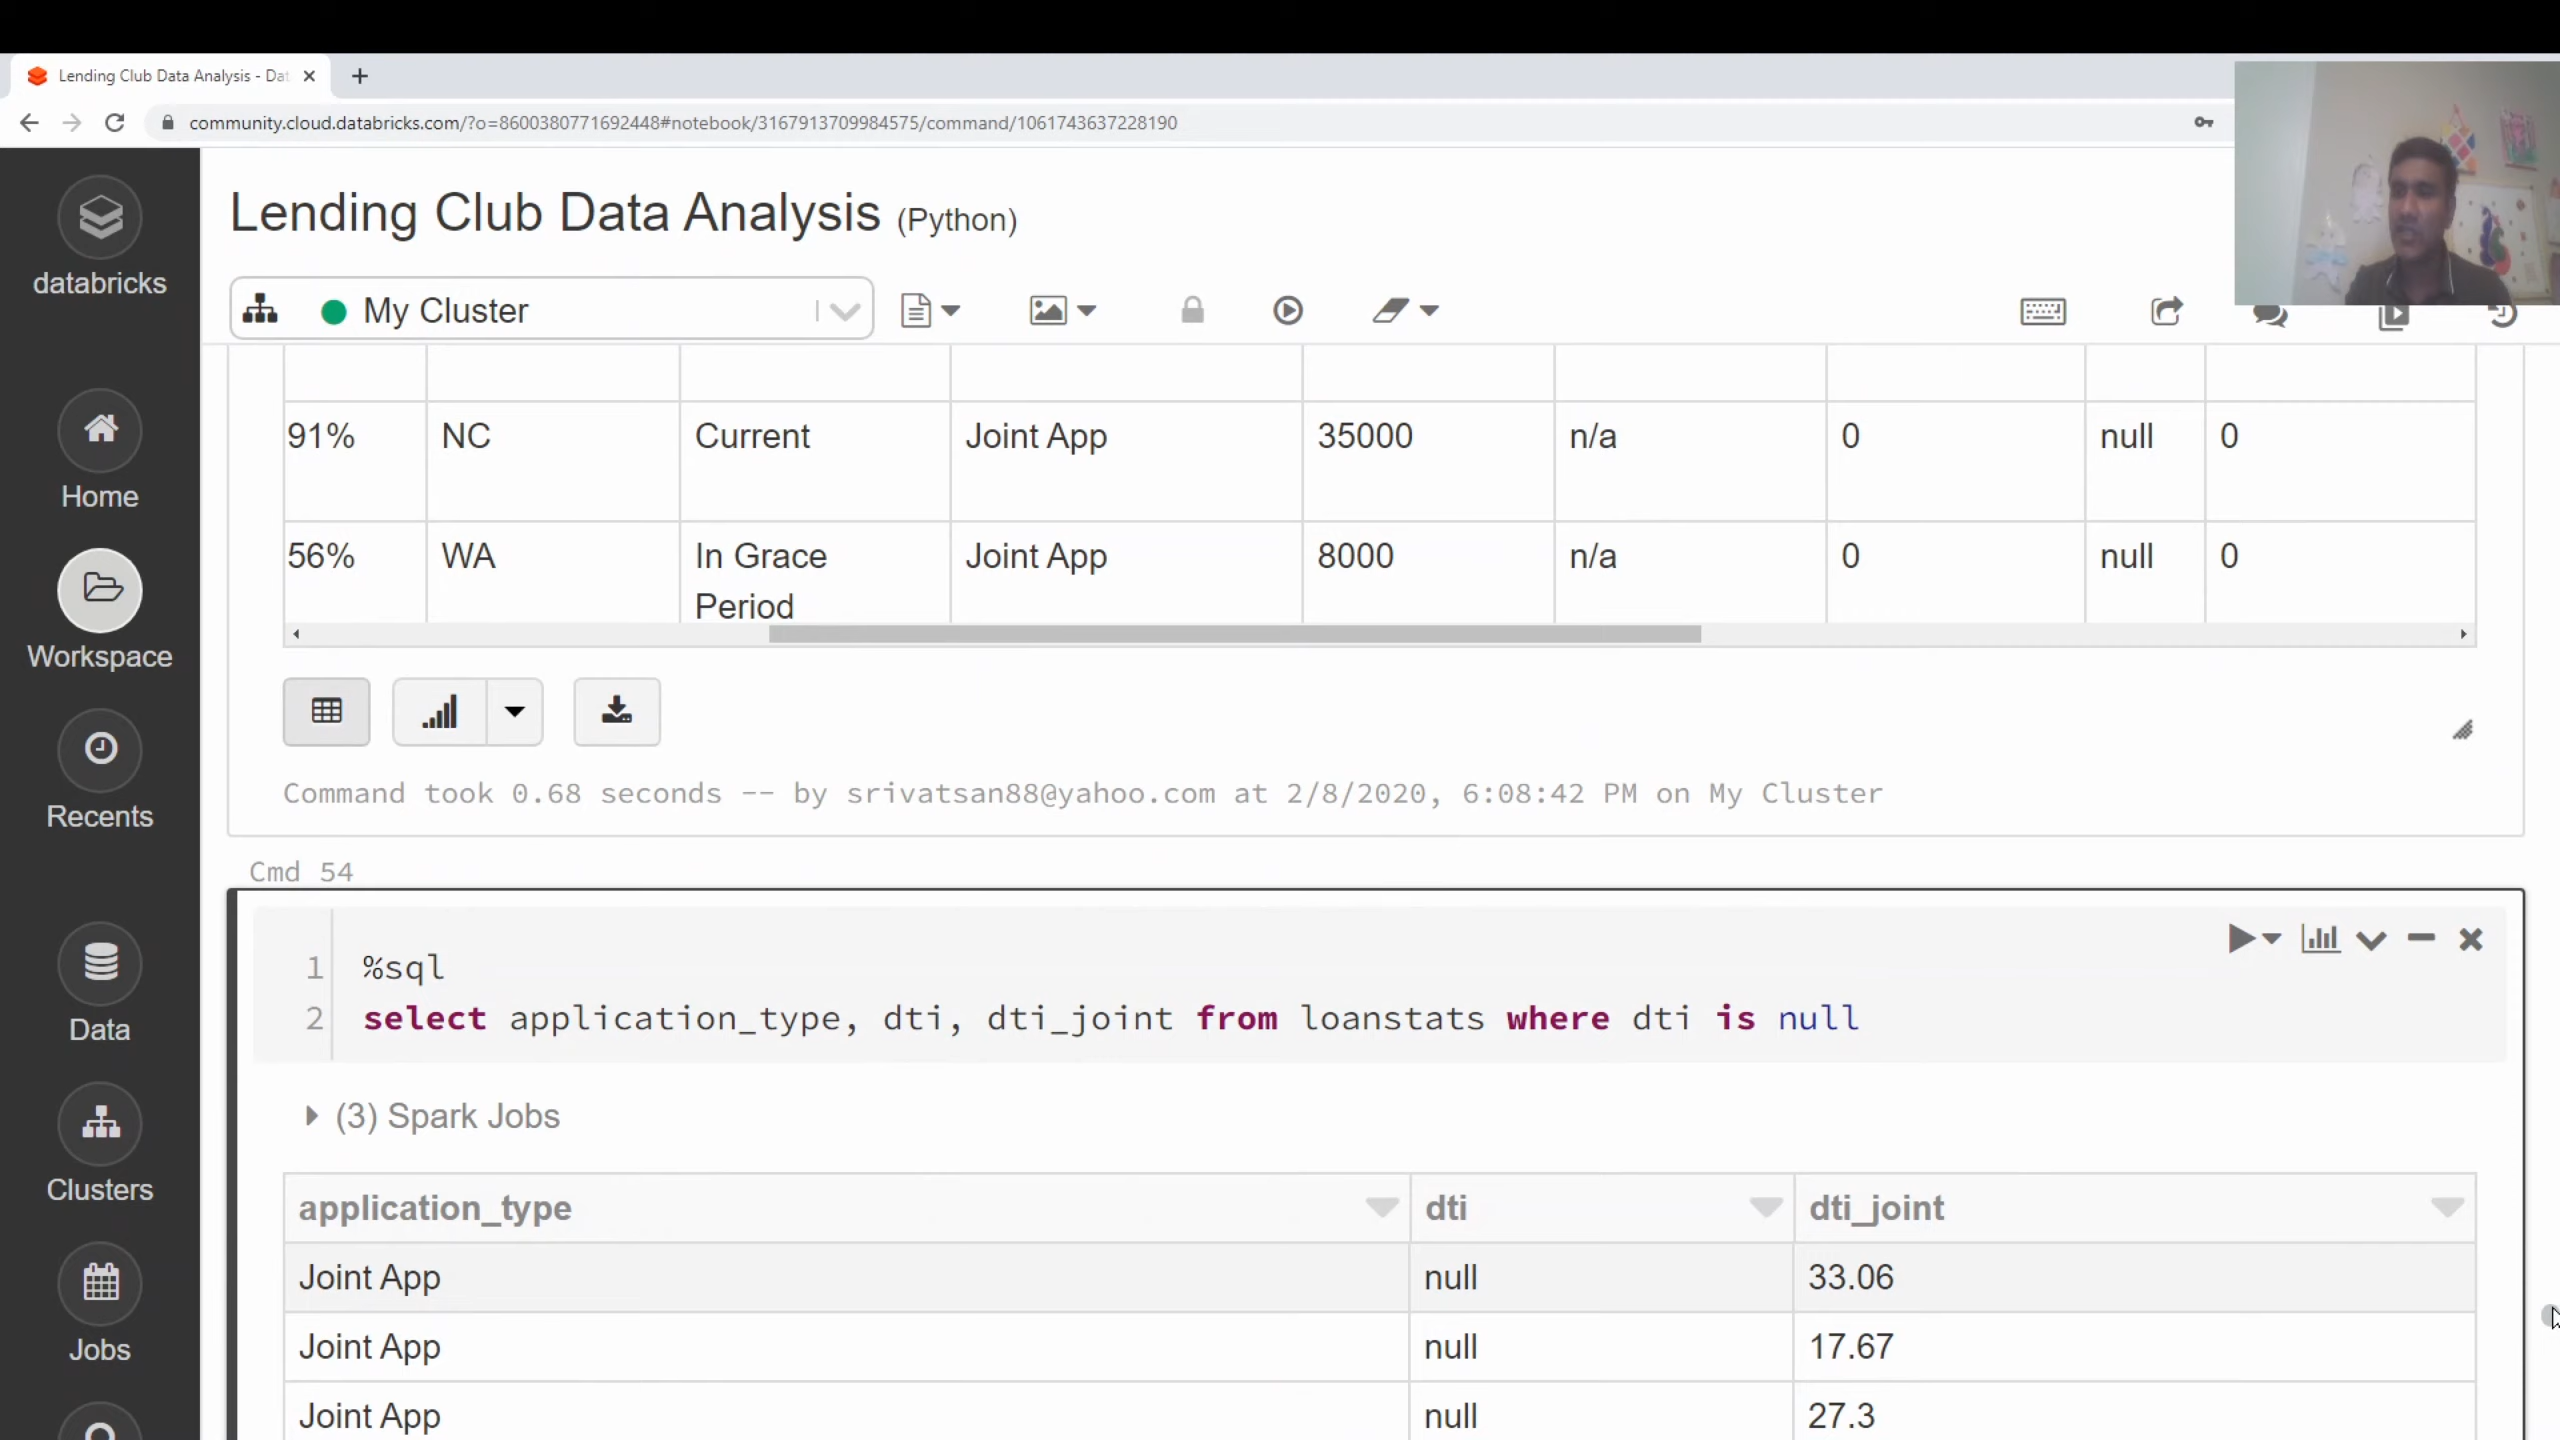 Lending Club Data Analysis - Dat
community.cloud.databricks.com/?o=8600380771692448#notebook/3167913709984575/command/1061743637228190
databricks
Home
Workspace
Recents
Data
Clusters
Jobs
Lending Club Data Analysis (Python)
My Cluster
91% NC Current Joint App 35000 n/a 0 null 0
56% WA In Grace Joint App 8000 n/a 0 null 0
Period
Command took 0.68 seconds -- by srivatsan88@yahoo.com at 2/8/2020, 6:08:42 PM on My Cluster
Cmd 54
1 %sql
2 select application_type, dti, dti_joint from loanstats where dti is null
(3) Spark Jobs
application_type dti dti_joint
Joint App null 33.06
Joint App null 17.67
Joint App null 27.3